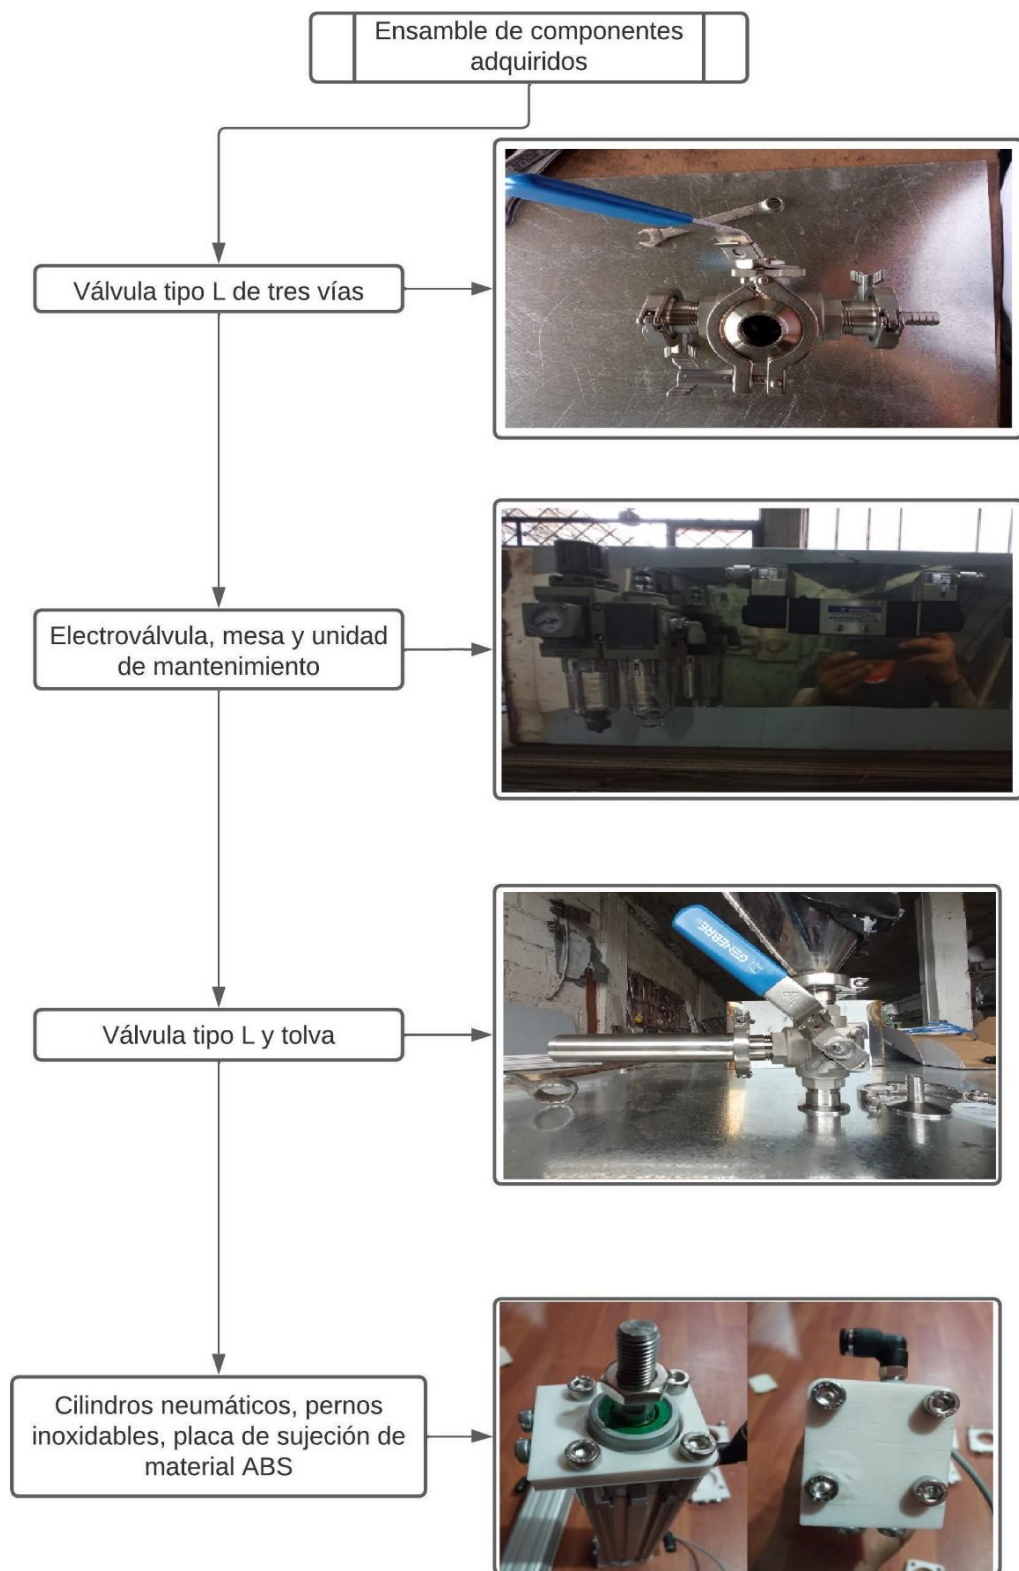 Ensamble de componentes
adquiridos
Válvula tipo L de tres vías
Electroválvula, mesa y unidad
de mantenimiento
GENEBRE
Válvula tipo L y tolva
Cilindros neumáticos, pernos
inoxidables, placa de sujeción de
material ABS